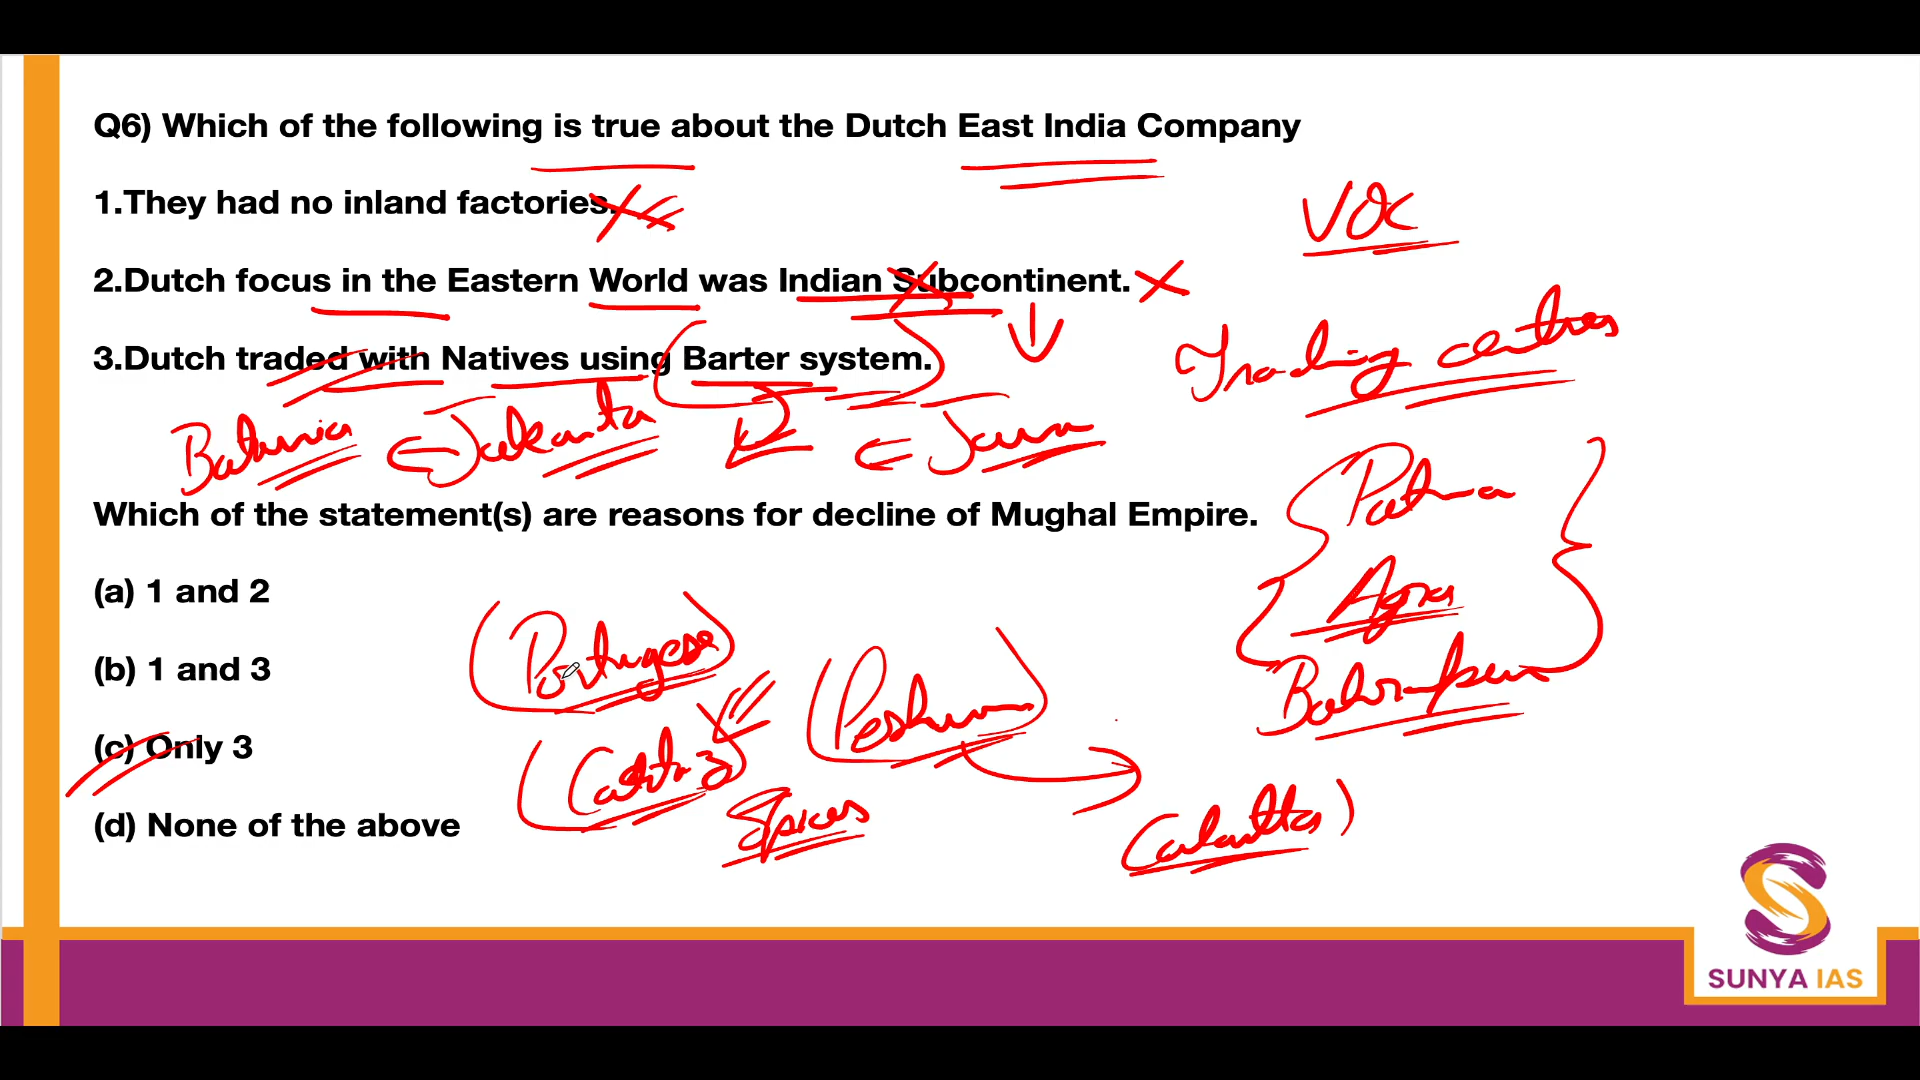 Q6) Which of the following is true about the Dutch East India Company
1.They had no inland factories.
VOC
2.Dutch focus in the Eastern World was Indian Subcontinent.
Trading centres
3.Dutch traded with Natives using Barter system.
Batavia Jakarta Java
Patna
Which of the statement(s) are reasons for decline of Mughal Empire.
(a) 1 and 2
Agra
(b) 1 and 3
Portugese
(c) Only 3
Spices
(d) None of the above
Calcutta
SUNYA IAS